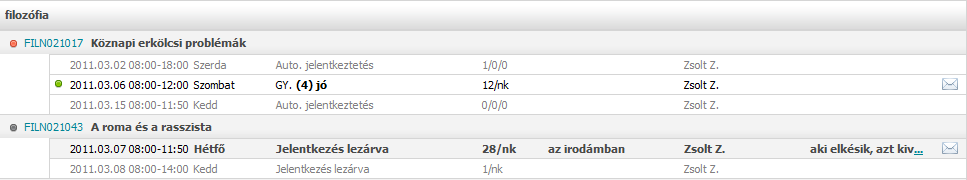 filozófia
FILN021017 Köznapi erkölcsi problémák
2011.03.02 08:00-18:00 Szerda Auto. jelentkeztetés 1/0/0 Zsolt Z.
2011.03.06 08:00-12:00 Szombat GY. (4) jó 12/nk Zsolt Z.
2011.03.15 08:00-11:50 Kedd Auto. jelentkeztetés 0/0/0 Zsolt Z.
FILN021043 A roma és a rasszista
2011.03.07 08:00-11:50 Hétfő Jelentkezés lezárva 28/nk az irodámban Zsolt Z. aki elkésik, azt kiv...
2011.03.08 08:00-14:00 Kedd Jelentkezés lezárva 1/nk Zsolt Z.